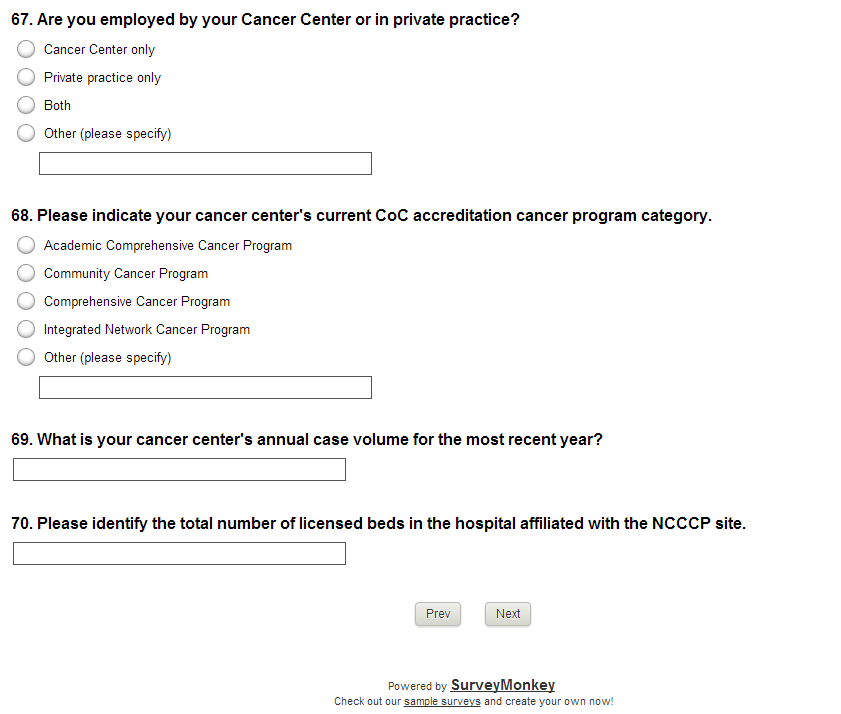 67. Are you employed by your Cancer Center or in private practice?
Cancer Center only
Private practice only
Both
Other (please specify)
68. Please indicate your cancer center's current CoC accreditation cancer program category.
Academic Comprehensive Cancer Program
Community Cancer Program
Comprehensive Cancer Program
Integrated Network Cancer Program
Other (please specify)
69. What is your cancer center's annual case volume for the most recent year?
70. Please identify the total number of licensed beds in the hospital affiliated with the NCCCP site.
Prev Next
Powered by SurveyMonkey
Check out our sample surveys and create your own now!